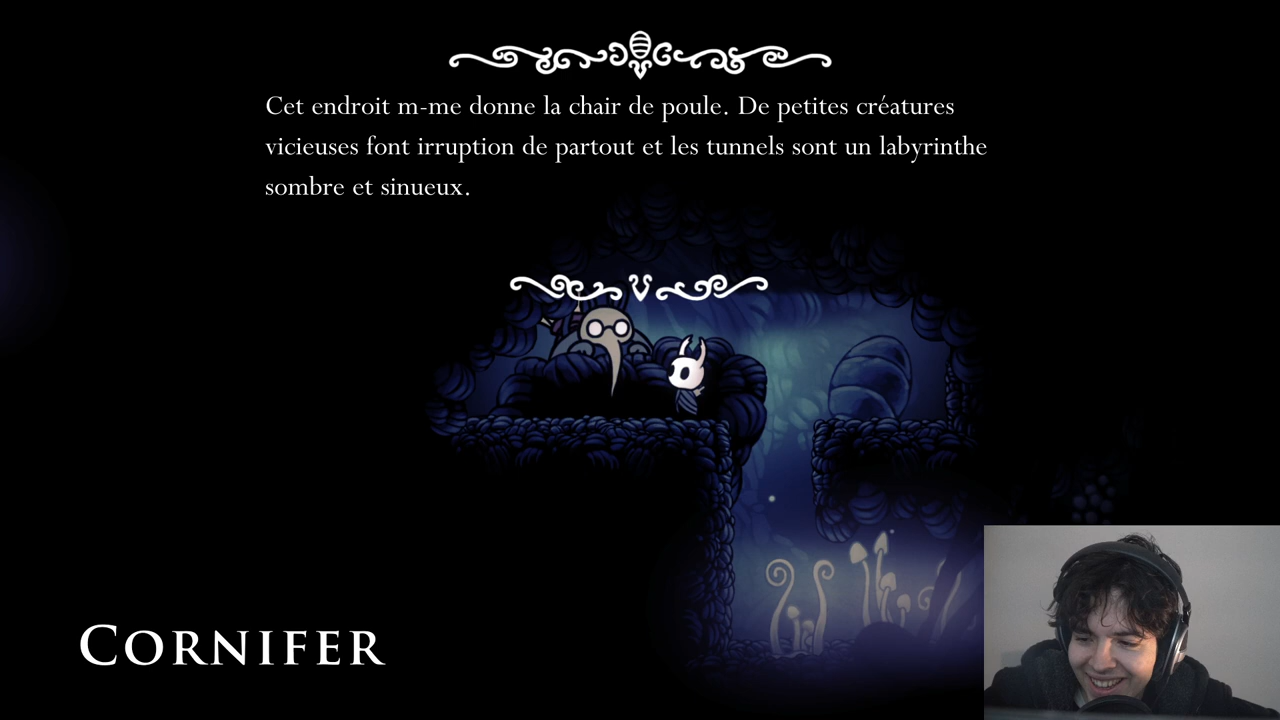 Cet endroit m-me donne la chair de poule. De petites créatures
vicieuses font irruption de partout et les tunnels sont un labyrinthe
sombre et sinueux.
CORNIFER